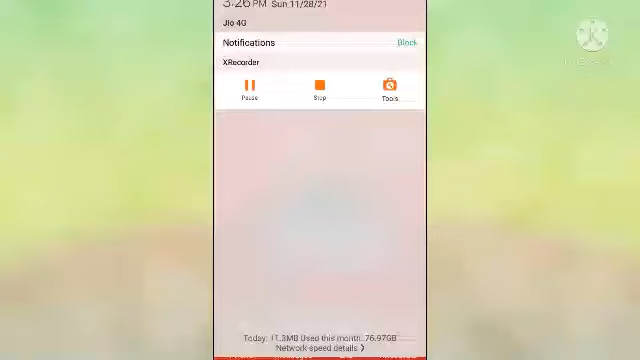 3:26 PM Sun 11/28/21
Jio 4G
Notifications Block
XRecorder
Pause Stop Tools
Today: 11.3MB Used this month: 76.97GB
Network speed details >